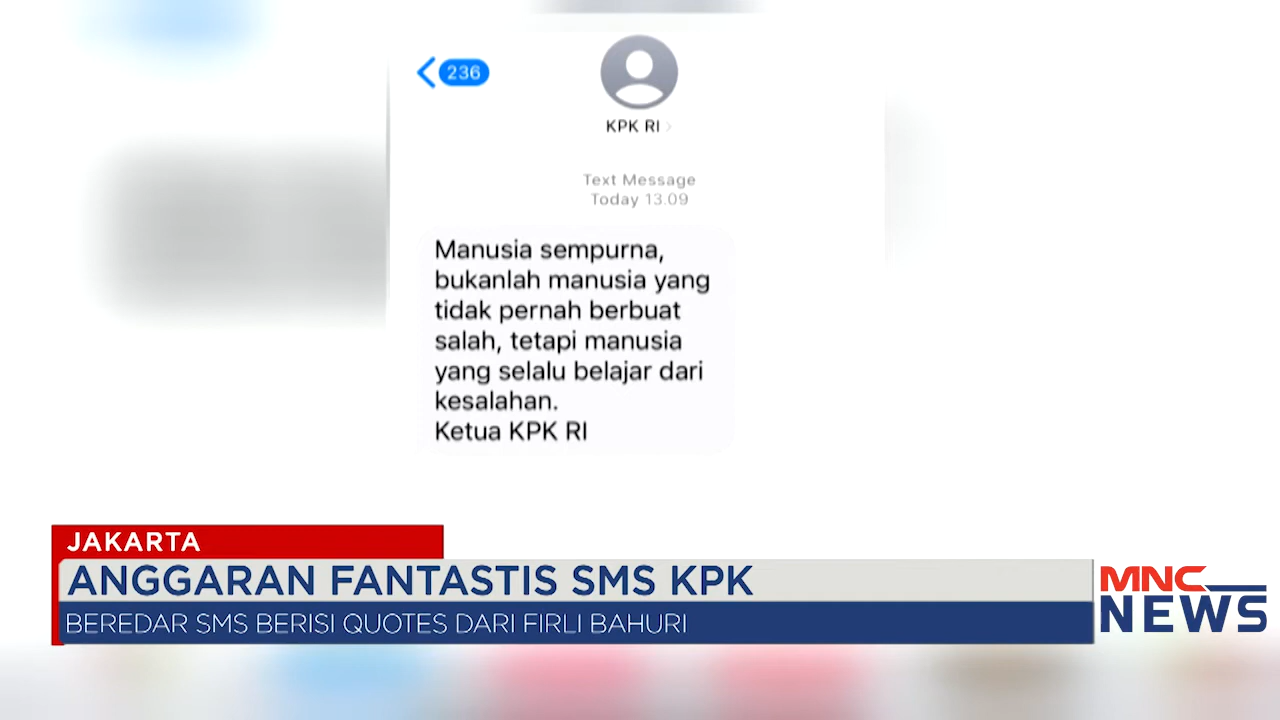 236
KPK RI
Text Message
Today 13.09
Manusia sempurna,
bukanlah manusia yang
tidak pernah berbuat
salah, tetapi manusia
yang selalu belajar dari
kesalahan.
Ketua KPK RI
JAKARTA
ANGGARAN FANTASTIS SMS KPK
BEREDAR SMS BERISI QUOTES DARI FIRLI BAHURI
MNC
NEWS